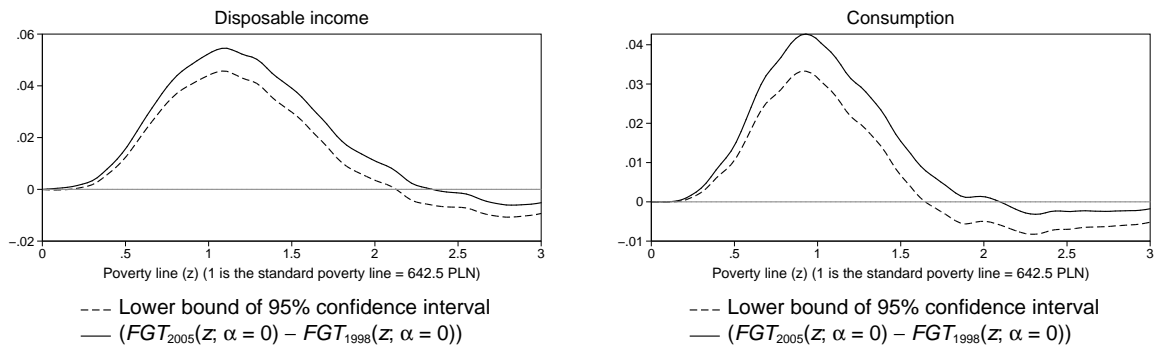 Disposable income
.06
.04
.02
0
−.02
0 .5 1 1.5 2 2.5 3
Poverty line (z) (1 is the standard poverty line = 642.5 PLN)
Lower bound of 95% confidence interval
(FGT2005(z; α = 0) − FGT1998(z; α = 0))
Consumption
.04
.03
.02
.01
0
−.01
0 .5 1 1.5 2 2.5 3
Poverty line (z) (1 is the standard poverty line = 642.5 PLN)
Lower bound of 95% confidence interval
(FGT2005(z; α = 0) − FGT1998(z; α = 0))